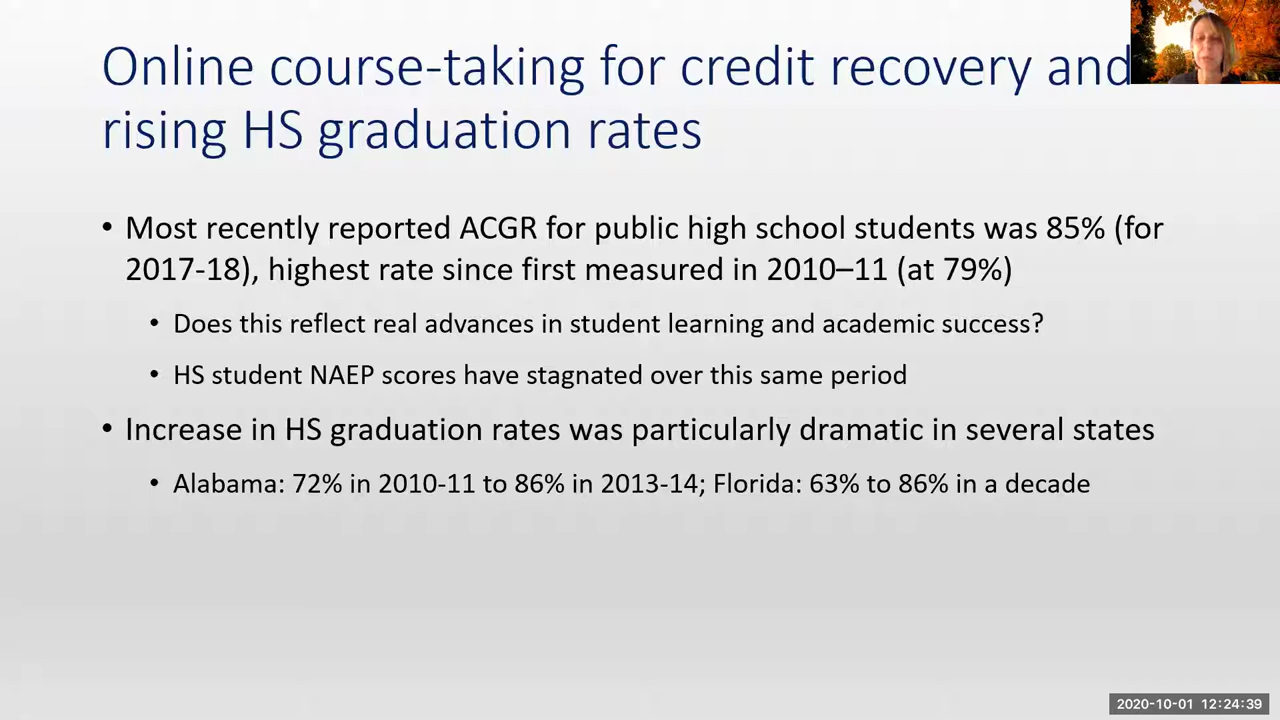 Online course-taking for credit recovery and
rising HS graduation rates
• Most recently reported ACGR for public high school students was 85% (for
2017-18), highest rate since first measured in 2010–11 (at 79%)
• Does this reflect real advances in student learning and academic success?
• HS student NAEP scores have stagnated over this same period
• Increase in HS graduation rates was particularly dramatic in several states
• Alabama: 72% in 2010-11 to 86% in 2013-14; Florida: 63% to 86% in a decade
2020-10-01 12:24:39